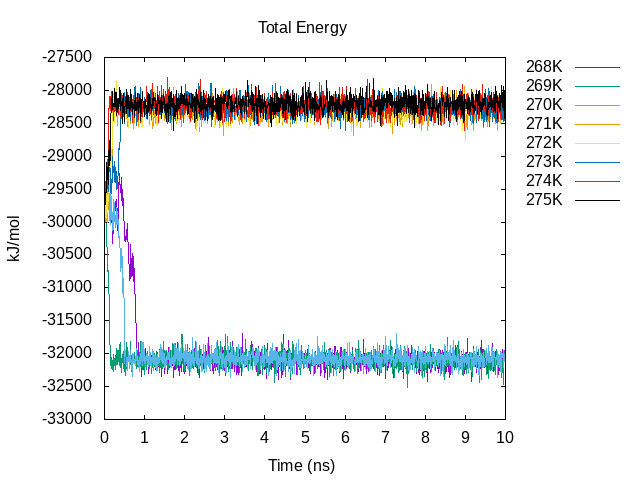 Total Energy
-27500
-28000
-28500
-29000
-29500
-30000
-30500
-31000
-31500
-32000
-32500
-33000
kJ/mol
0 1 2 3 4 5 6 7 8 9 10
Time (ns)
268K
269K
270K
271K
272K
273K
274K
275K